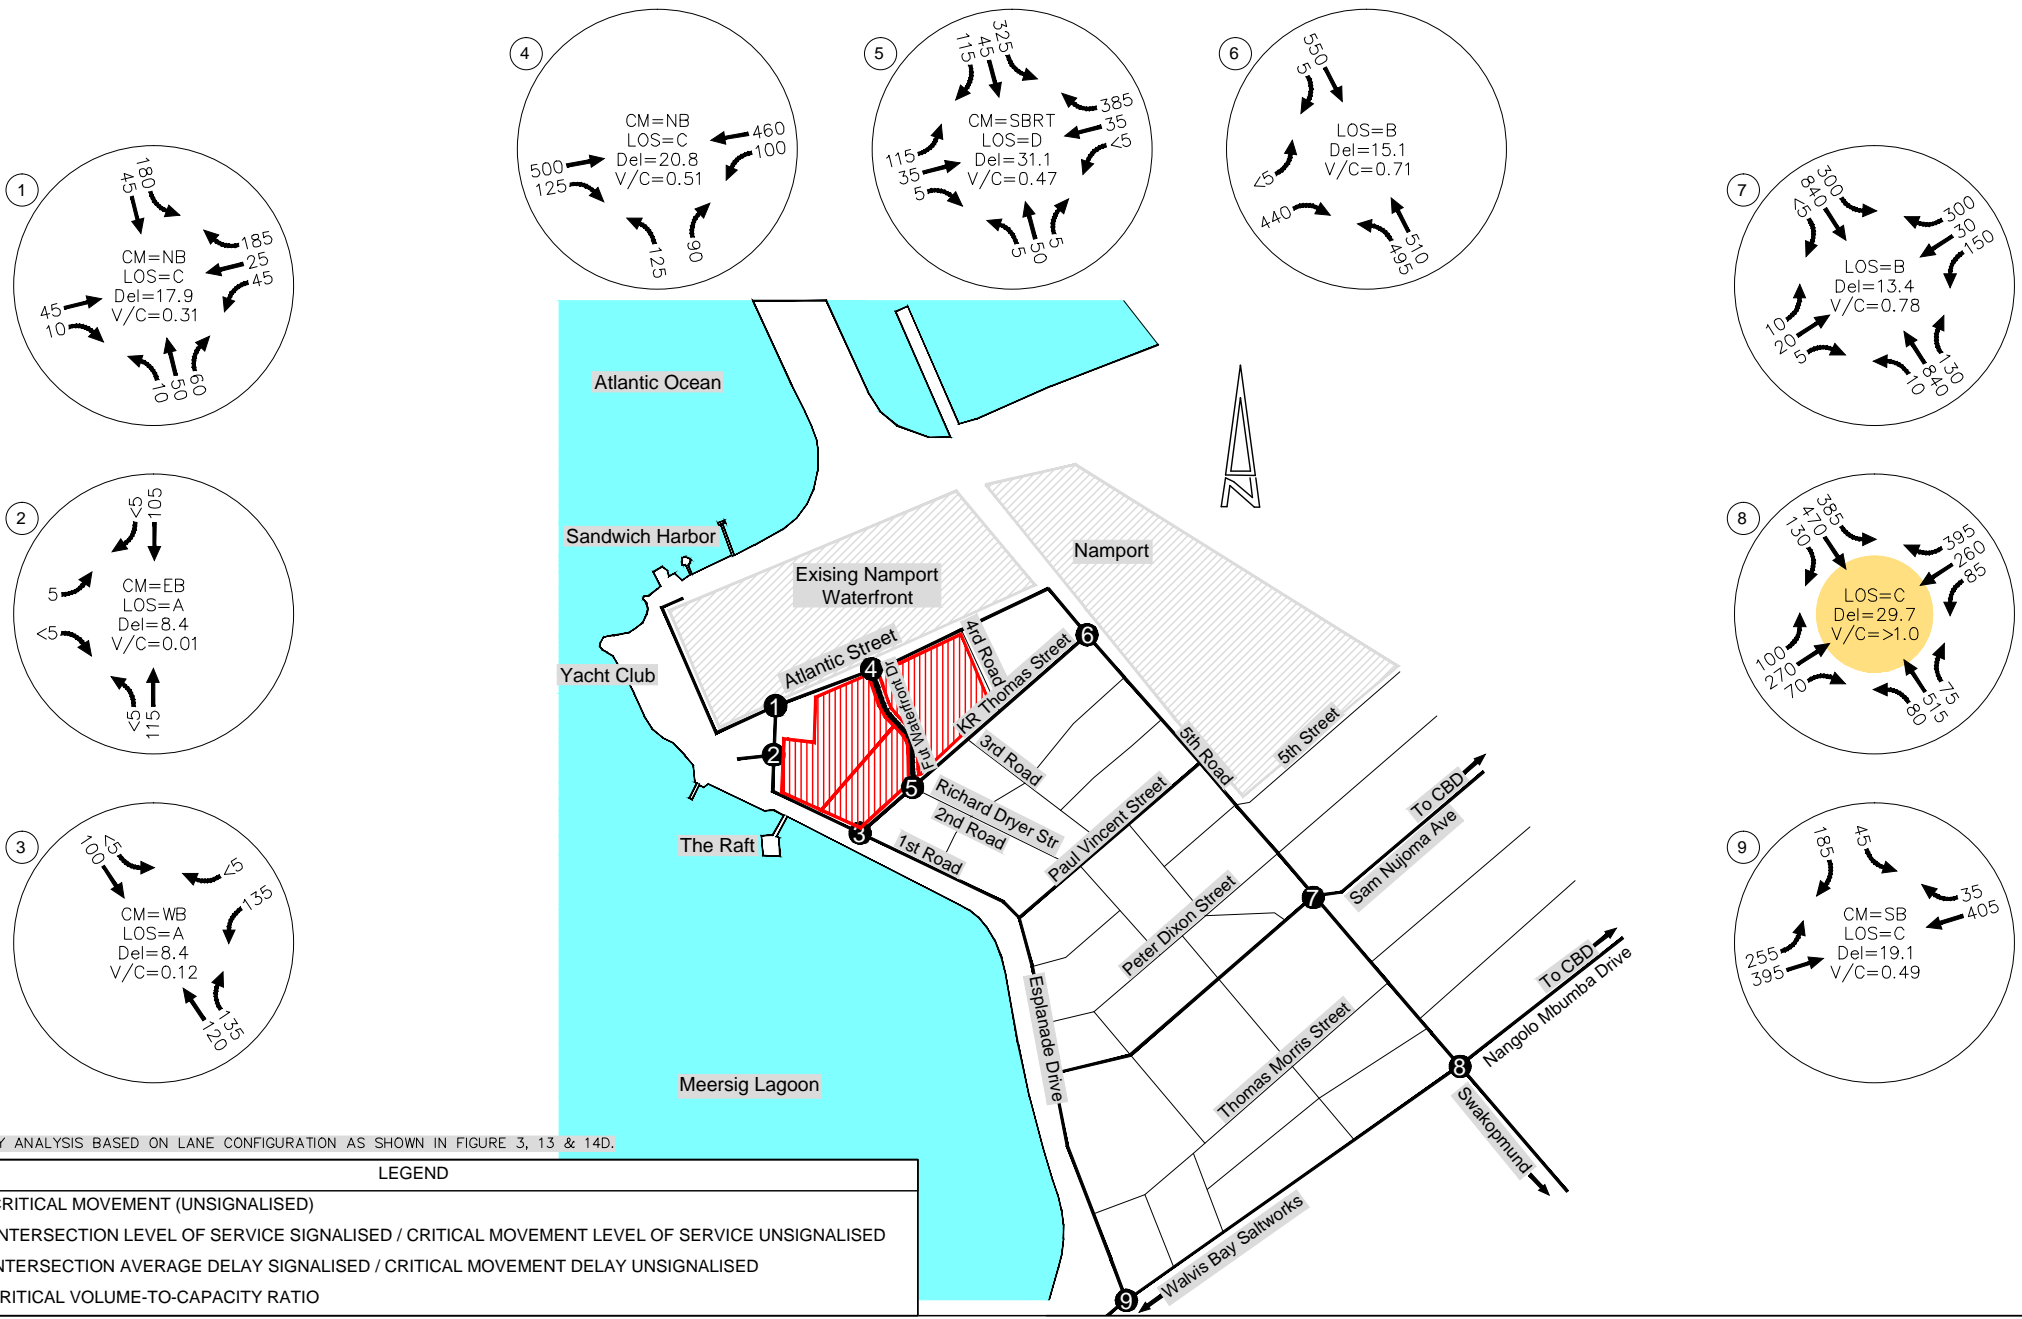 1
180
45
185
25
45
CM=NB
LOS=C
Del=17.9
V/C=0.31
45
10
10
50
60
2
<5
105
CM=EB
LOS=A
Del=8.4
V/C=0.01
5
<5
<5
115
3
<5
100
<5
135
CM=WB
LOS=A
Del=8.4
V/C=0.12
135
120
4
CM=NB
LOS=C
Del=20.8
V/C=0.51
460
100
500
125
125
90
5
325
45
115
385
35
<5
CM=SBRT
LOS=D
Del=31.1
V/C=0.47
115
35
5
5
50
5
6
550
5
LOS=B
Del=15.1
V/C=0.71
<5
440
510
495
7
300
840
<5
300
30
150
LOS=B
Del=13.4
V/C=0.78
10
20
5
130
840
10
8
385
470
130
395
260
85
LOS=C
Del=29.7
V/C=>1.0
100
270
70
75
515
80
9
185
45
35
405
CM=SB
LOS=C
Del=19.1
V/C=0.49
255
395
Atlantic Ocean
N
Sandwich Harbor
Namport
Exising Namport
Waterfront
Yacht Club
Atlantic Street
4rd Road
Fut Waterfront Dr
KR Thomas Street
1
2
3
4
5
6
7
8
9
3rd Road
5th Road
5th Street
Richard Dryer Str
2nd Road
1st Road
The Raft
Paul Vincent Street
To CBD
Sam Nujoma Ave
Peter Dixon Street
Esplanade Drive
To CBD
Nangolo Mbumba Drive
Thomas Morris Street
Swakopmund
Meersig Lagoon
Walvis Bay Saltworks
Y ANALYSIS BASED ON LANE CONFIGURATION AS SHOWN IN FIGURE 3, 13 & 14D.
LEGEND
CRITICAL MOVEMENT (UNSIGNALISED)
INTERSECTION LEVEL OF SERVICE SIGNALISED / CRITICAL MOVEMENT LEVEL OF SERVICE UNSIGNALISED
INTERSECTION AVERAGE DELAY SIGNALISED / CRITICAL MOVEMENT DELAY UNSIGNALISED
CRITICAL VOLUME-TO-CAPACITY RATIO